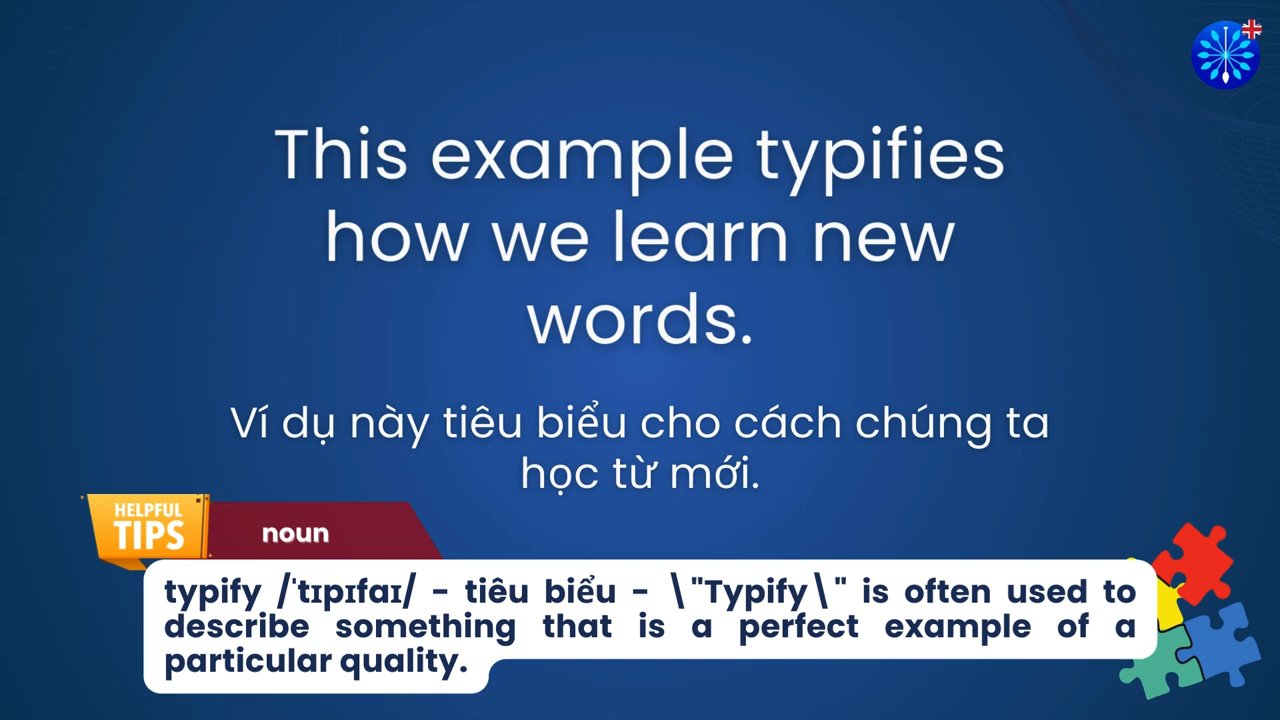 This example typifies
how we learn new
words.
Ví dụ này tiêu biểu cho cách chúng ta
học từ mới.
HELPFUL
TIPS
noun
typify /ˈtɪpɪfaɪ/ - tiêu biểu - \"Typify\" is often used to
describe something that is a perfect example of a
particular quality.